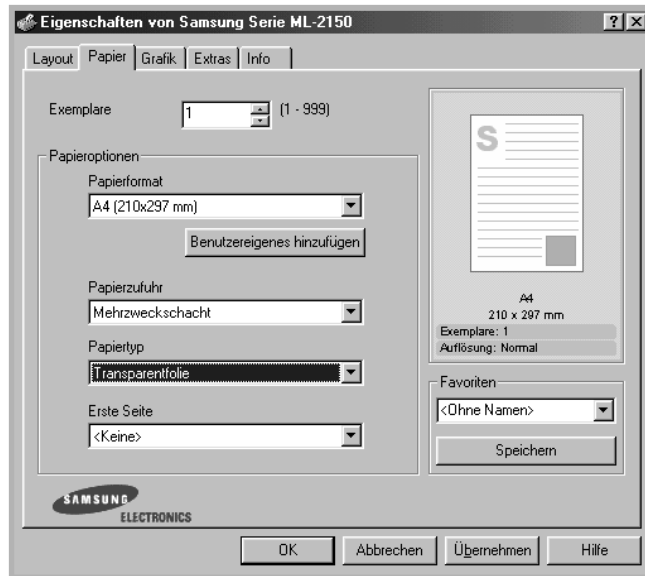 Eigenschaften von Samsung Serie ML-2150
Layout Papier Grafik Extras Info
Exemplare 1 (1 - 999)
Papieroptionen
Papierformat
A4 (210x297 mm)
Benutzereigenes hinzufügen
Papierzufuhr
Mehrzweckschacht
Papiertyp
Transparentfolie
Erste Seite
<Keine>
S
A4
210 x 297 mm
Exemplare: 1
Auflösung: Normal
Favoriten
<Ohne Namen>
Speichern
SAMSUNG
ELECTRONICS
OK Abbrechen Übernehmen Hilfe